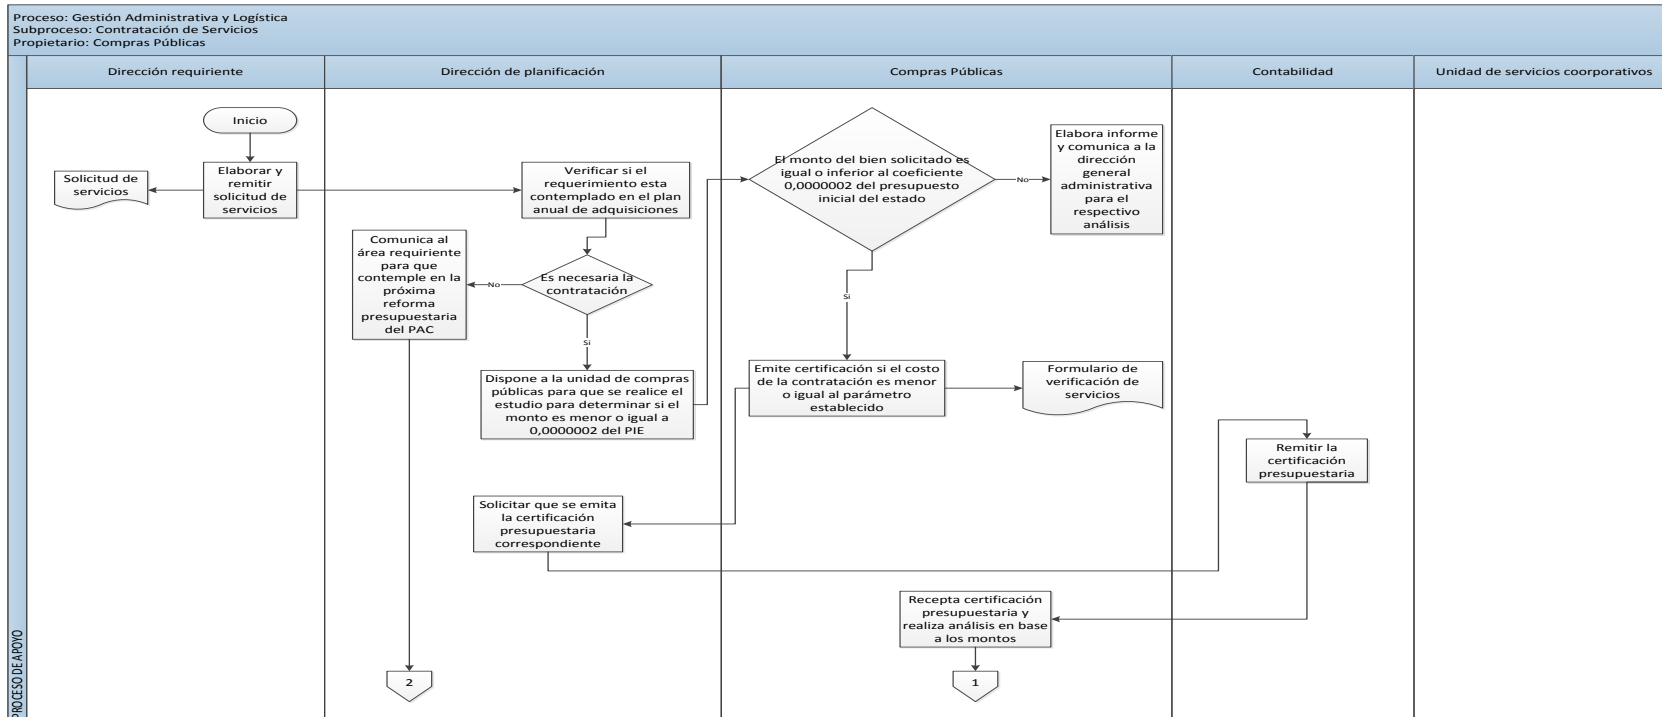 Proceso: Gestión Administrativa y Logística
Subproceso: Contratación de Servicios
Propietario: Compras Públicas
Dirección requiriente
Dirección de planificación
Compras Públicas
Contabilidad
Unidad de servicios coorporativos
PROCESO DE APOYO
Inicio
Elaborar y
remitir
solicitud de
servicios
Solicitud de
servicios
Verificar si el
requerimiento esta
contemplado en el plan
anual de adquisiciones
Es necesaria la
contratación
No
Comunica al
área requiriente
para que
contemple en la
próxima
reforma
presupuestaria
del PAC
Si
Dispone a la unidad de compras
públicas para que se realice el
estudio para determinar si el
monto es menor o igual a
0,0000002 del PIE
El monto del bien solicitado es
igual o inferior al coeficiente
0,0000002 del presupuesto
inicial del estado
No
Elabora informe
y comunica a la
dirección
general
administrativa
para el
respectivo
análisis
Si
Emite certificación si el costo
de la contratación es menor
o igual al parámetro
establecido
Formulario de
verificación de
servicios
Solicitar que se emita
la certificación
presupuestaria
correspondiente
Remitir la
certificación
presupuestaria
Recepta certificación
presupuestaria y
realiza análisis en base
a los montos
2
1